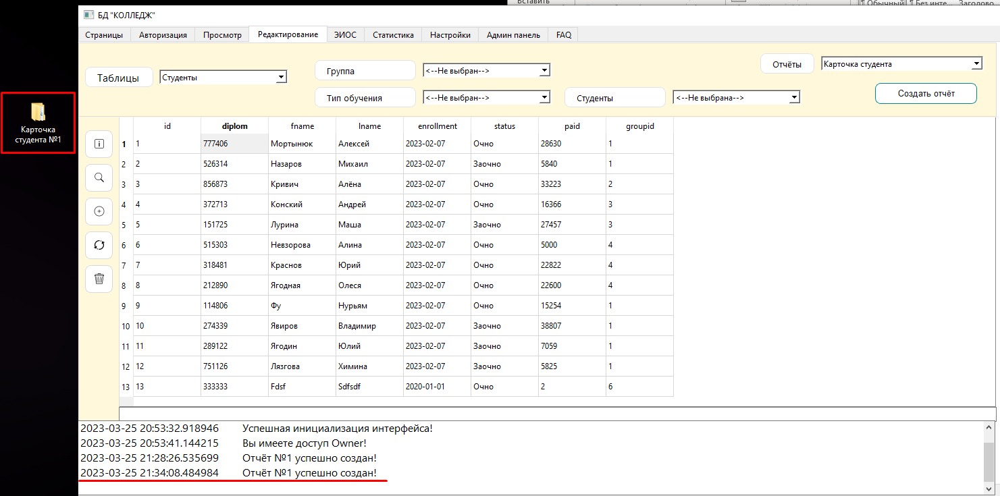 Вставить
¶ Обычный ¶ Без инте... Заголово
БД "КОЛЛЕДЖ"
Страницы Авторизация Просмотр Редактирование ЭИОС Статистика Настройки Админ панель FAQ
Таблицы Студенты Группа <--Не выбран--> Отчёты Карточка студента
Тип обучения <--Не выбран--> Студенты <--Не выбрана--> Создать отчёт
Карточка
студента №1
id diplom fname lname enrollment status paid groupid
1 1 777406 Мортынюк Алексей 2023-02-07 Очно 28630 1
2 2 526314 Назаров Михаил 2023-02-07 Заочно 5840 1
3 3 856873 Кривич Алёна 2023-02-07 Очно 33223 2
4 4 372713 Конский Андрей 2023-02-07 Очно 16366 3
5 5 151725 Лурина Маша 2023-02-07 Заочно 27457 3
6 6 515303 Невзорова Алина 2023-02-07 Очно 5000 4
7 7 318481 Краснов Юрий 2023-02-07 Очно 22822 4
8 8 212890 Ягодная Олеся 2023-02-07 Очно 22600 4
9 9 114806 Фу Нурьям 2023-02-07 Очно 15254 1
10 10 274339 Явиров Владимир 2023-02-07 Заочно 38807 1
11 11 289122 Ягодин Юлий 2023-02-07 Заочно 7059 1
12 12 751126 Лязгова Химина 2023-02-07 Заочно 5825 1
13 13 333333 Fdsf Sdfsdf 2020-01-01 Очно 2 6
2023-03-25 20:53:32.918946 Успешная инициализация интерфейса!
2023-03-25 20:53:41.144215 Вы имеете доступ Owner!
2023-03-25 21:28:26.535699 Отчёт №1 успешно создан!
2023-03-25 21:34:08.484984 Отчёт №1 успешно создан!